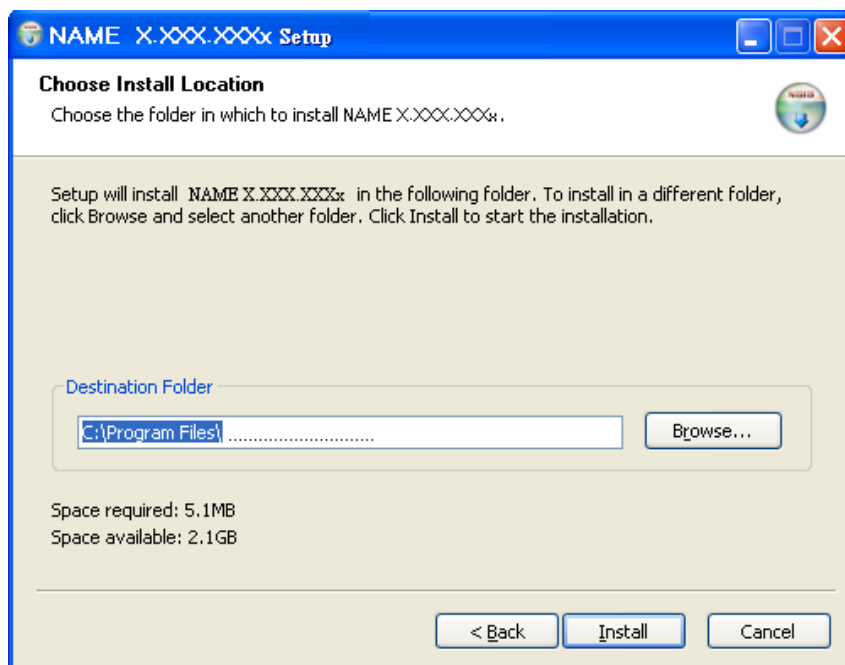 NAME X.XXX.XXXx Setup
Choose Install Location
Choose the folder in which to install NAME X.XXX.XXXx.
Setup will install NAME X.XXX.XXXx in the following folder. To install in a different folder,
click Browse and select another folder. Click Install to start the installation.
Destination Folder
C:\Program Files\ .............................
Browse...
Space required: 5.1MB
Space available: 2.1GB
< Back Install Cancel